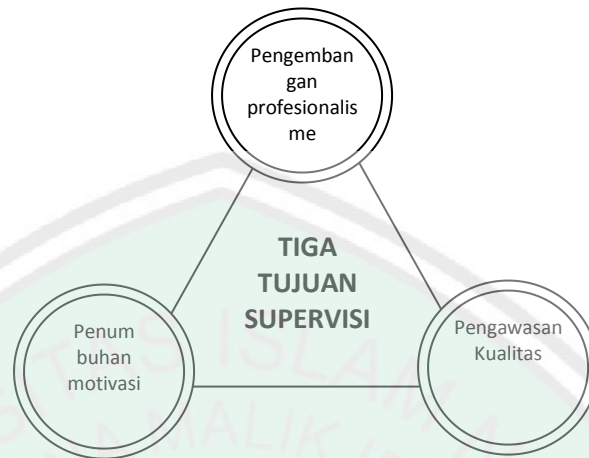 Pengemban
gan
profesionalis
me
TIGA
TUJUAN
SUPERVISI
Penum
buhan
motivasi
Pengawasan
Kualitas